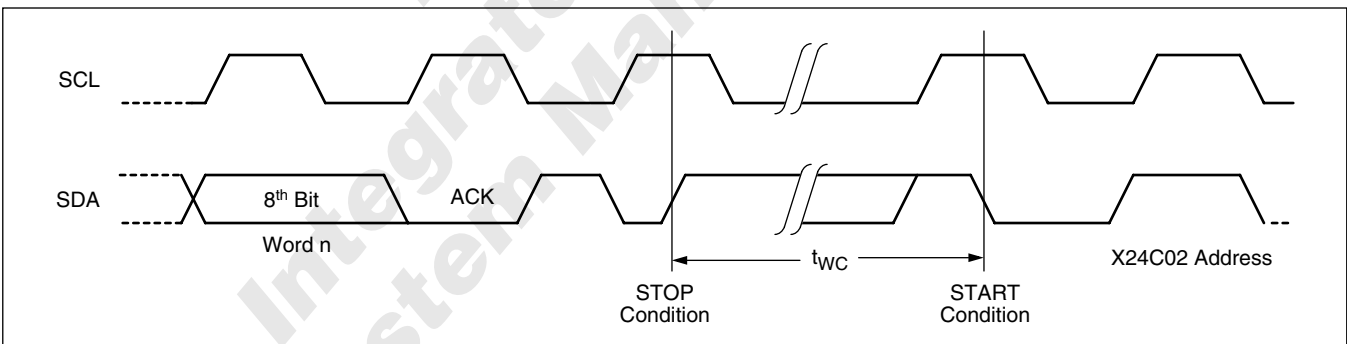 SCL
SDA
8th Bit
ACK
Word n
tWC
X24C02 Address
STOP
Condition
START
Condition